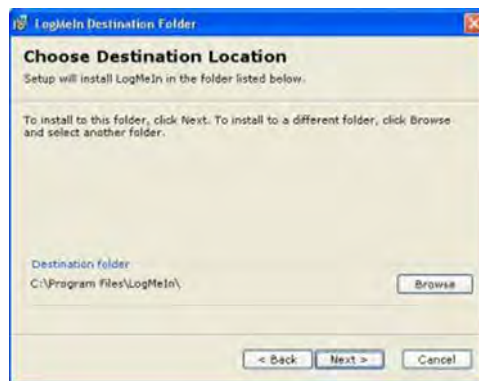 LogMeIn Destination Folder
Choose Destination Location
Setup will install LogMeIn in the folder listed below.
To install to this folder, click Next. To install to a different folder, click Browse
and select another folder.
Destination folder
C:\Program Files\LogMeIn\
Browse
< Back
Next >
Cancel